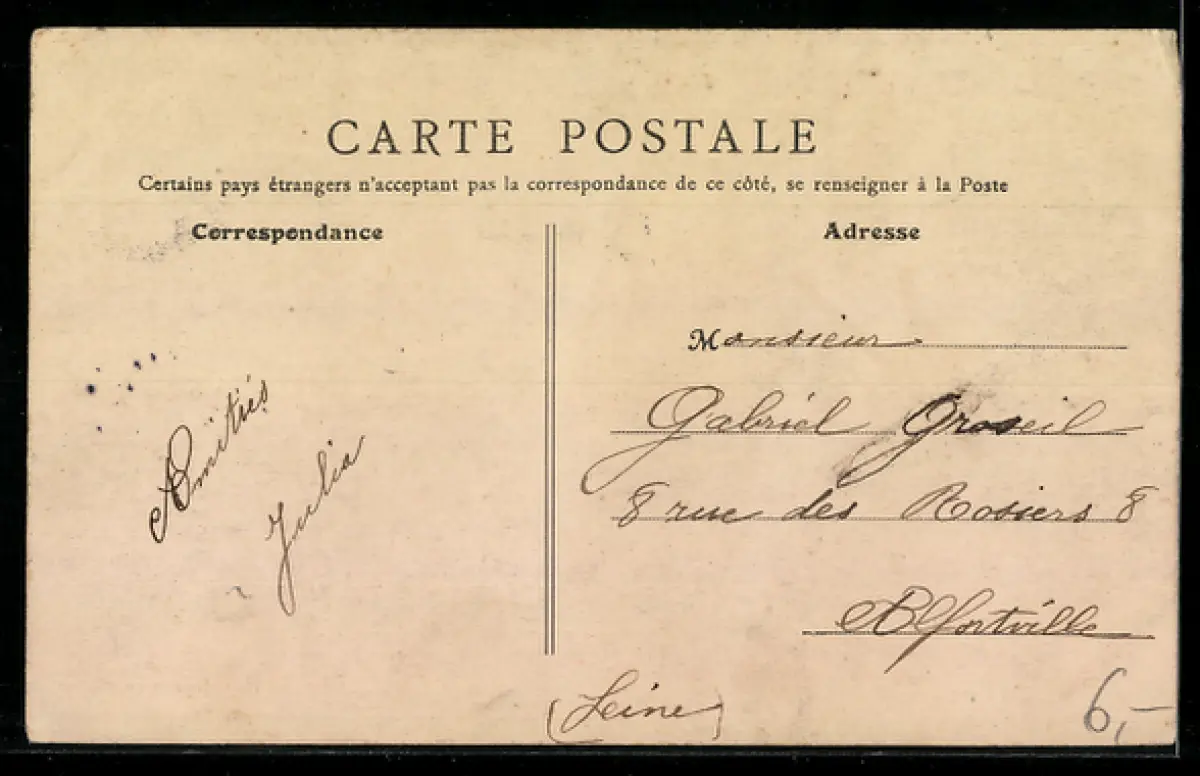 CARTE POSTALE
Certains pays étrangers n'acceptant pas la correspondance de ce côté, se renseigner à la Poste
Correspondance
Adresse
Amitiés
Julia
Monsieur
Gabriel Groseil
8 rue des Rosiers 8
Alfortville
(Seine)
6,-